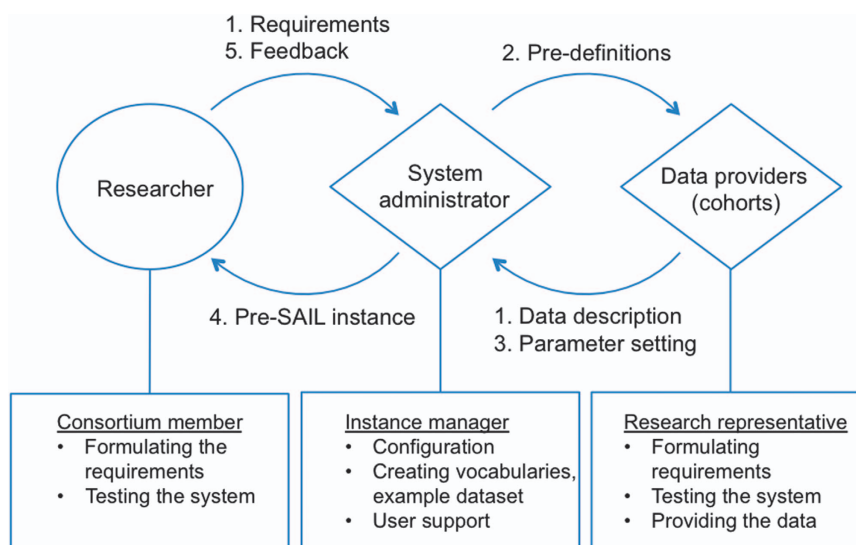 1. Requirements
5. Feedback
2. Pre-definitions
Researcher
System
administrator
Data providers
(cohorts)
4. Pre-SAIL instance
1. Data description
3. Parameter setting
Consortium member
• Formulating the
requirements
• Testing the system
Instance manager
• Configuration
• Creating vocabularies,
example dataset
• User support
Research representative
• Formulating
requirements
• Testing the system
• Providing the data